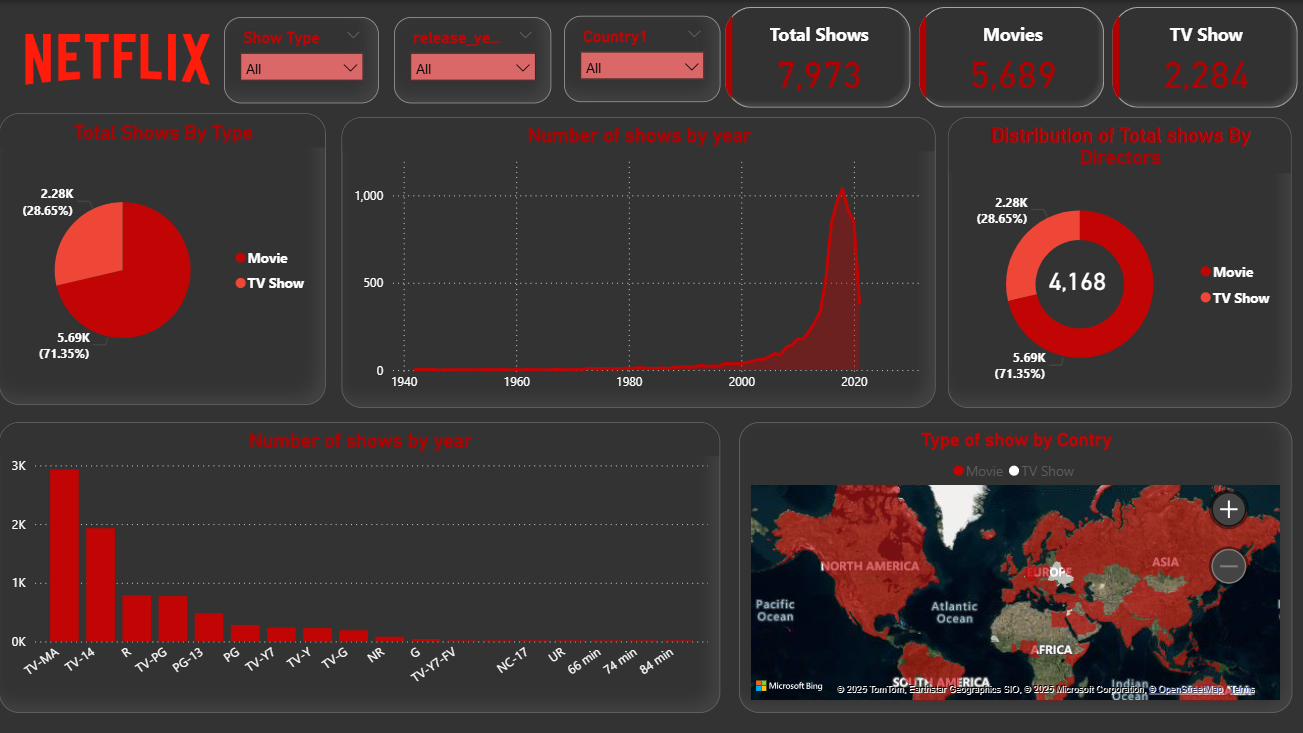 NETFLIX
Show Type
All
release_ye...
All
Country1
All
Total Shows
7,973
Movies
5,689
TV Show
2,284
Total Shows By Type
2.28K
(28.65%)
5.69K
(71.35%)
Movie
TV Show
Number of shows by year
1,000
500
0
1940 1960 1980 2000 2020
Distribution of Total shows By
Directors
2.28K
(28.65%)
4,168
5.69K
(71.35%)
Movie
TV Show
Number of shows by year
3K
2K
1K
0K
TV-MA TV-14 R TV-PG PG-13 PG TV-Y7 TV-Y TV-G NR G TV-Y7-FV NC-17 UR 66 min 74 min 84 min
Type of show by Contry
Movie TV Show
NORTH AMERICA
EUROPE
ASIA
Pacific
Ocean
Atlantic
Ocean
AFRICA
SOUTH AMERICA
Indian
Microsoft Bing
© 2025 TomTom, Earthstar Geographics SIO, © 2025 Microsoft Corporation, © OpenStreetMap Terms